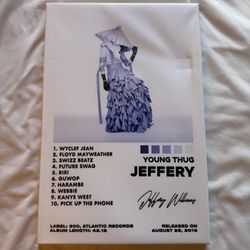 YOUNG THUG
JEFFERY
1. WYCLEF JEAN
2. FLOYD MAYWEATHER
3. SWIZZ BEATZ
4. FUTURE SWAG
5. RIRI
6. GUWOP
7. HARAMBE
8. WEBBIE
9. KANYE WEST
10. PICK UP THE PHONE
Jeffery Williams
LABEL: 300, ATLANTIC RECORDS
ALBUM LENGTH: 42:18
RELEASED ON
AUGUST 26, 2016